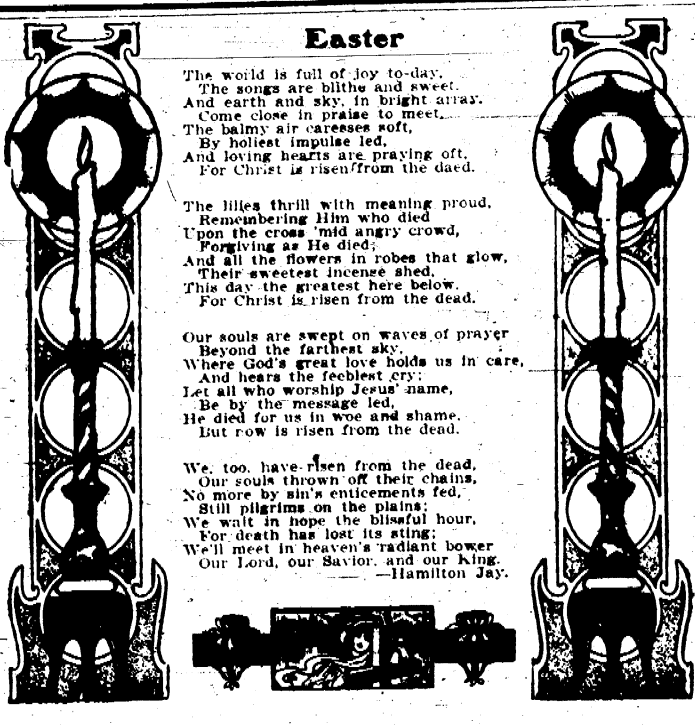 Easter
The world is full of joy to-day,
The songs are blithe and sweet.
And earth and sky, in bright array.
Come close in praise to meet.
The balmy air caresses soft,
By holiest impulse led,
And loving hearts are praying oft,
For Christ is risen from the daed.
The lilies thrill with meaning proud,
Remembering Him who died
Upon the cross 'mid angry crowd,
Forgiving as He died;
And all the flowers in robes that glow,
Their sweetest incense shed,
This day the greatest here below.
For Christ is risen from the dead.
Our souls are swept on waves of prayer
Beyond the farthest sky,
Where God's great love holds us in care,
And hears the feeblest cry;
Let all who worship Jesus' name,
Be by the message led,
He died for us in woe and shame.
But now is risen from the dead.
We, too, have risen from the dead,
Our souls thrown off their chains,
No more by sin's enticements fed,
Still pilgrims on the plains;
We wait in hope the blissful hour,
For death has lost its sting;
We'll meet in heaven's radiant bower
Our Lord, our Savior, and our King.
—Hamilton Jay.